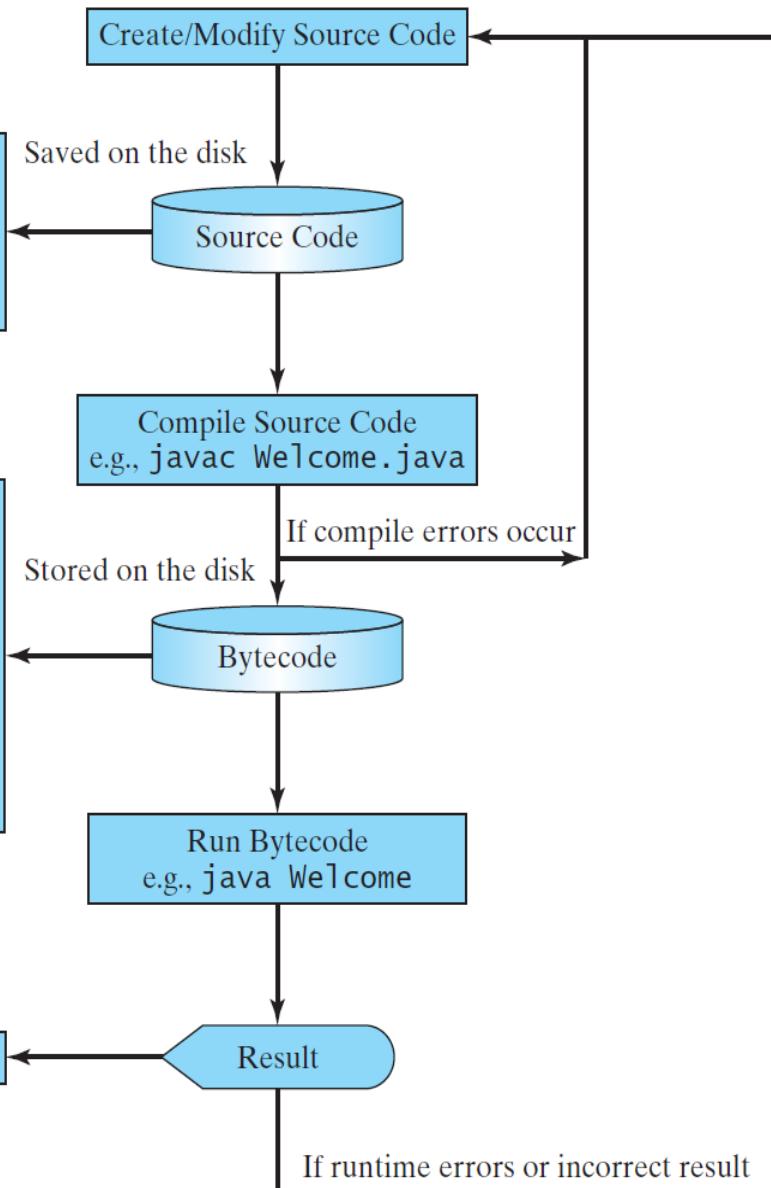 Create/Modify Source Code
Saved on the disk
Source Code
Compile Source Code
e.g., javac Welcome.java
If compile errors occur
Stored on the disk
Bytecode
Run Bytecode
e.g., java Welcome
Result
If runtime errors or incorrect result